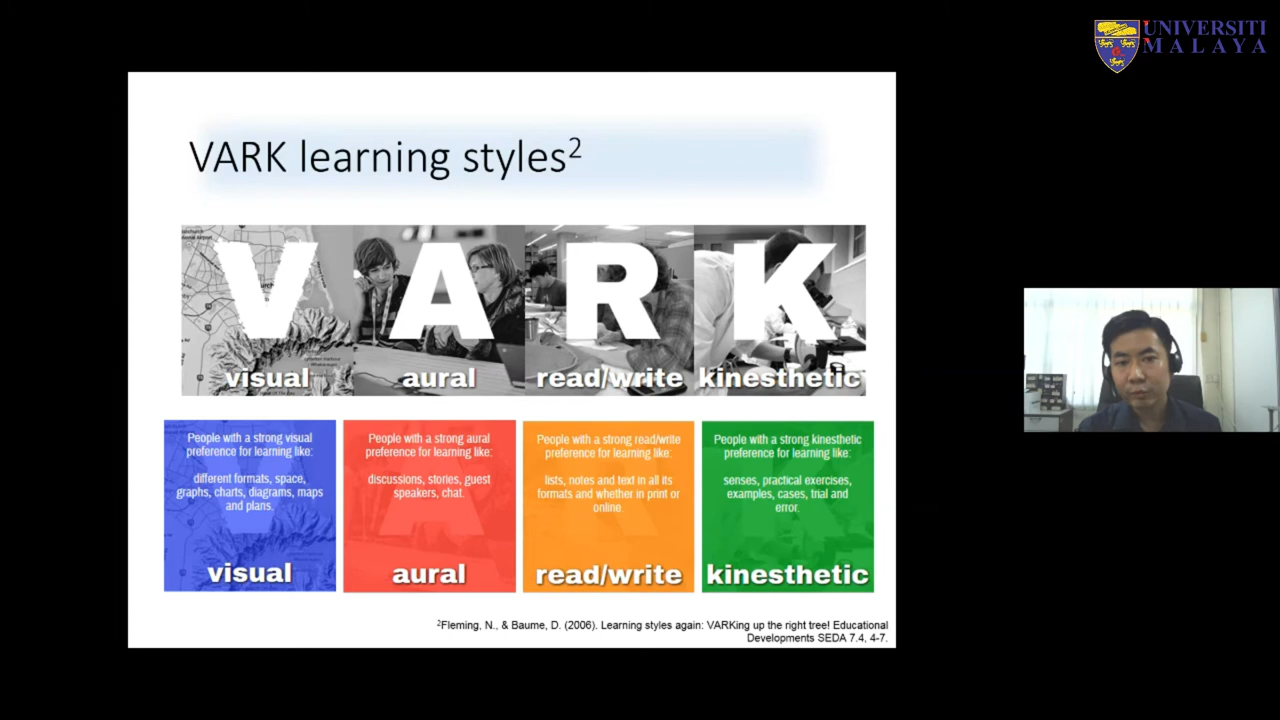 UNIVERSITI
MALAYA
VARK learning styles²
V A R K
visual aural read/write kinesthetic
People with a strong visual
preference for learning like:
different formats, space,
graphs, charts, diagrams, maps
and plans.
visual
People with a strong aural
preference for learning like:
discussions, stories, guest
speakers, chat.
aural
People with a strong read/write
preference for learning like:
lists, notes and text in all its
formats and whether in print or
online.
read/write
People with a strong kinesthetic
preference for learning like:
senses, practical exercises,
examples, cases, trial and
error.
kinesthetic
²Fleming, N., & Baume, D. (2006). Learning styles again: VARKing up the right tree! Educational
Developments SEDA 7.4, 4-7.